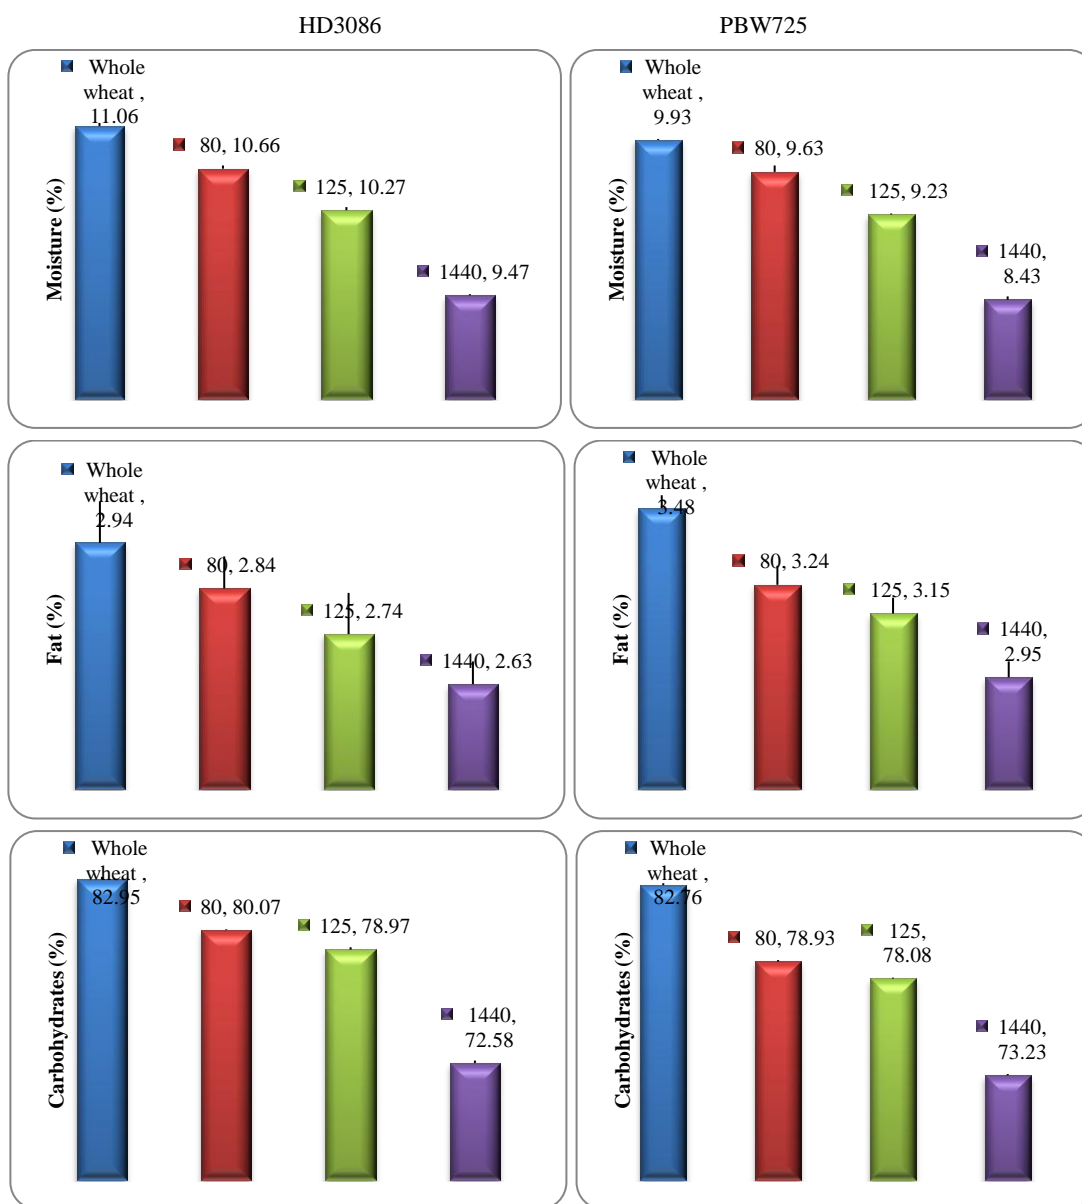 HD3086
PBW725
Moisture (%)
Whole
wheat ,
11.06
80, 10.66
125, 10.27
1440, 9.47
Moisture (%)
Whole
wheat ,
9.93
80, 9.63
125, 9.23
1440,
8.43
Fat (%)
Whole
wheat ,
2.94
80, 2.84
125, 2.74
1440, 2.63
Fat (%)
Whole
wheat ,
3.48
80, 3.24
125, 3.15
1440,
2.95
Carbohydrates (%)
Whole
wheat ,
82.95
80, 80.07
125, 78.97
1440,
72.58
Carbohydrates (%)
Whole
wheat ,
82.76
80, 78.93
125,
78.08
1440,
73.23